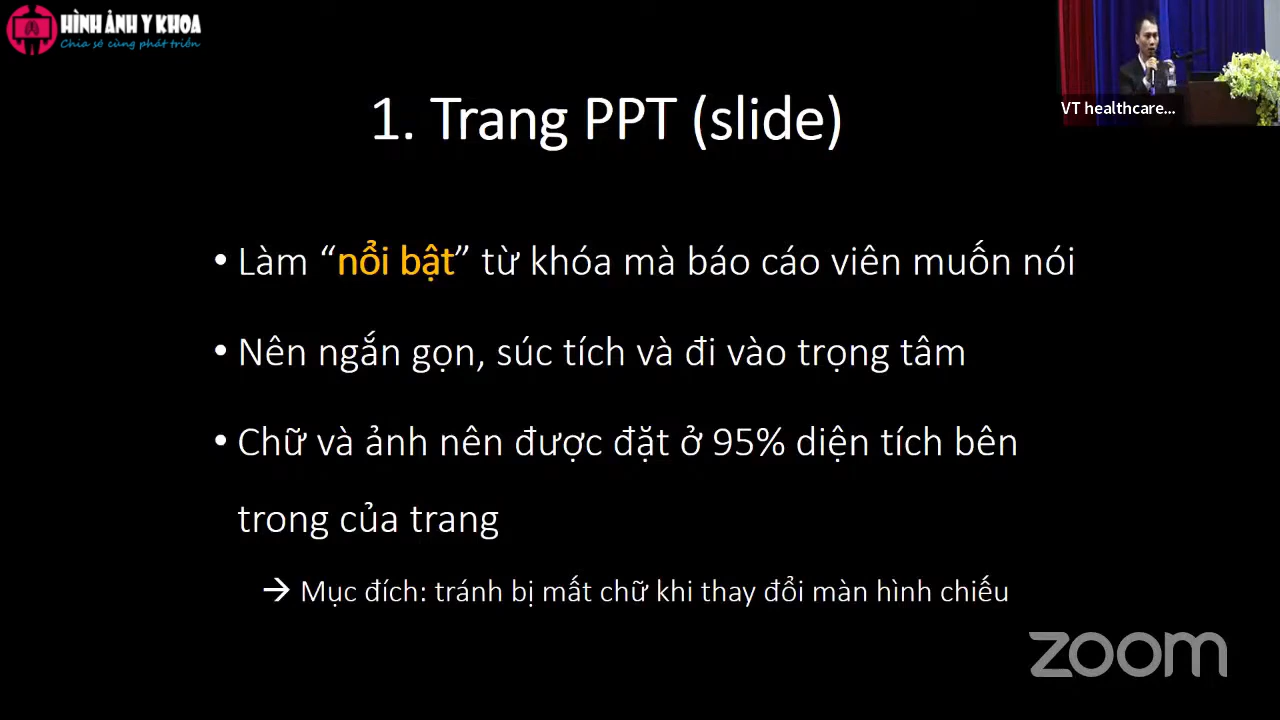 HÌNH ẢNH Y KHOA
Chia sẻ cùng phát triển
VT healthcare...
1. Trang PPT (slide)
• Làm “nổi bật” từ khóa mà báo cáo viên muốn nói
• Nên ngắn gọn, súc tích và đi vào trọng tâm
• Chữ và ảnh nên được đặt ở 95% diện tích bên
trong của trang
→ Mục đích: tránh bị mất chữ khi thay đổi màn hình chiếu
zoom